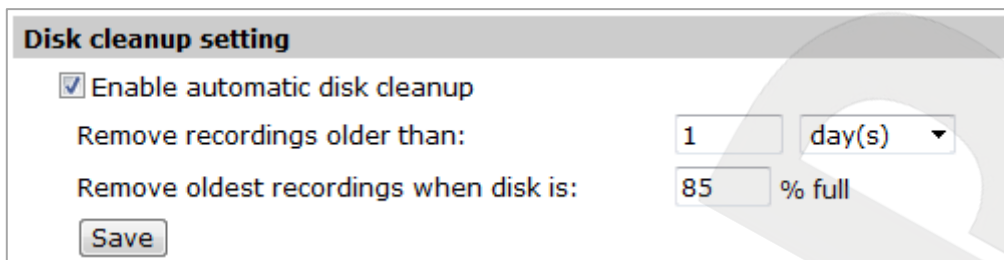 Disk cleanup setting
Enable automatic disk cleanup
Remove recordings older than: 1 day(s)
Remove oldest recordings when disk is: 85 % full
Save